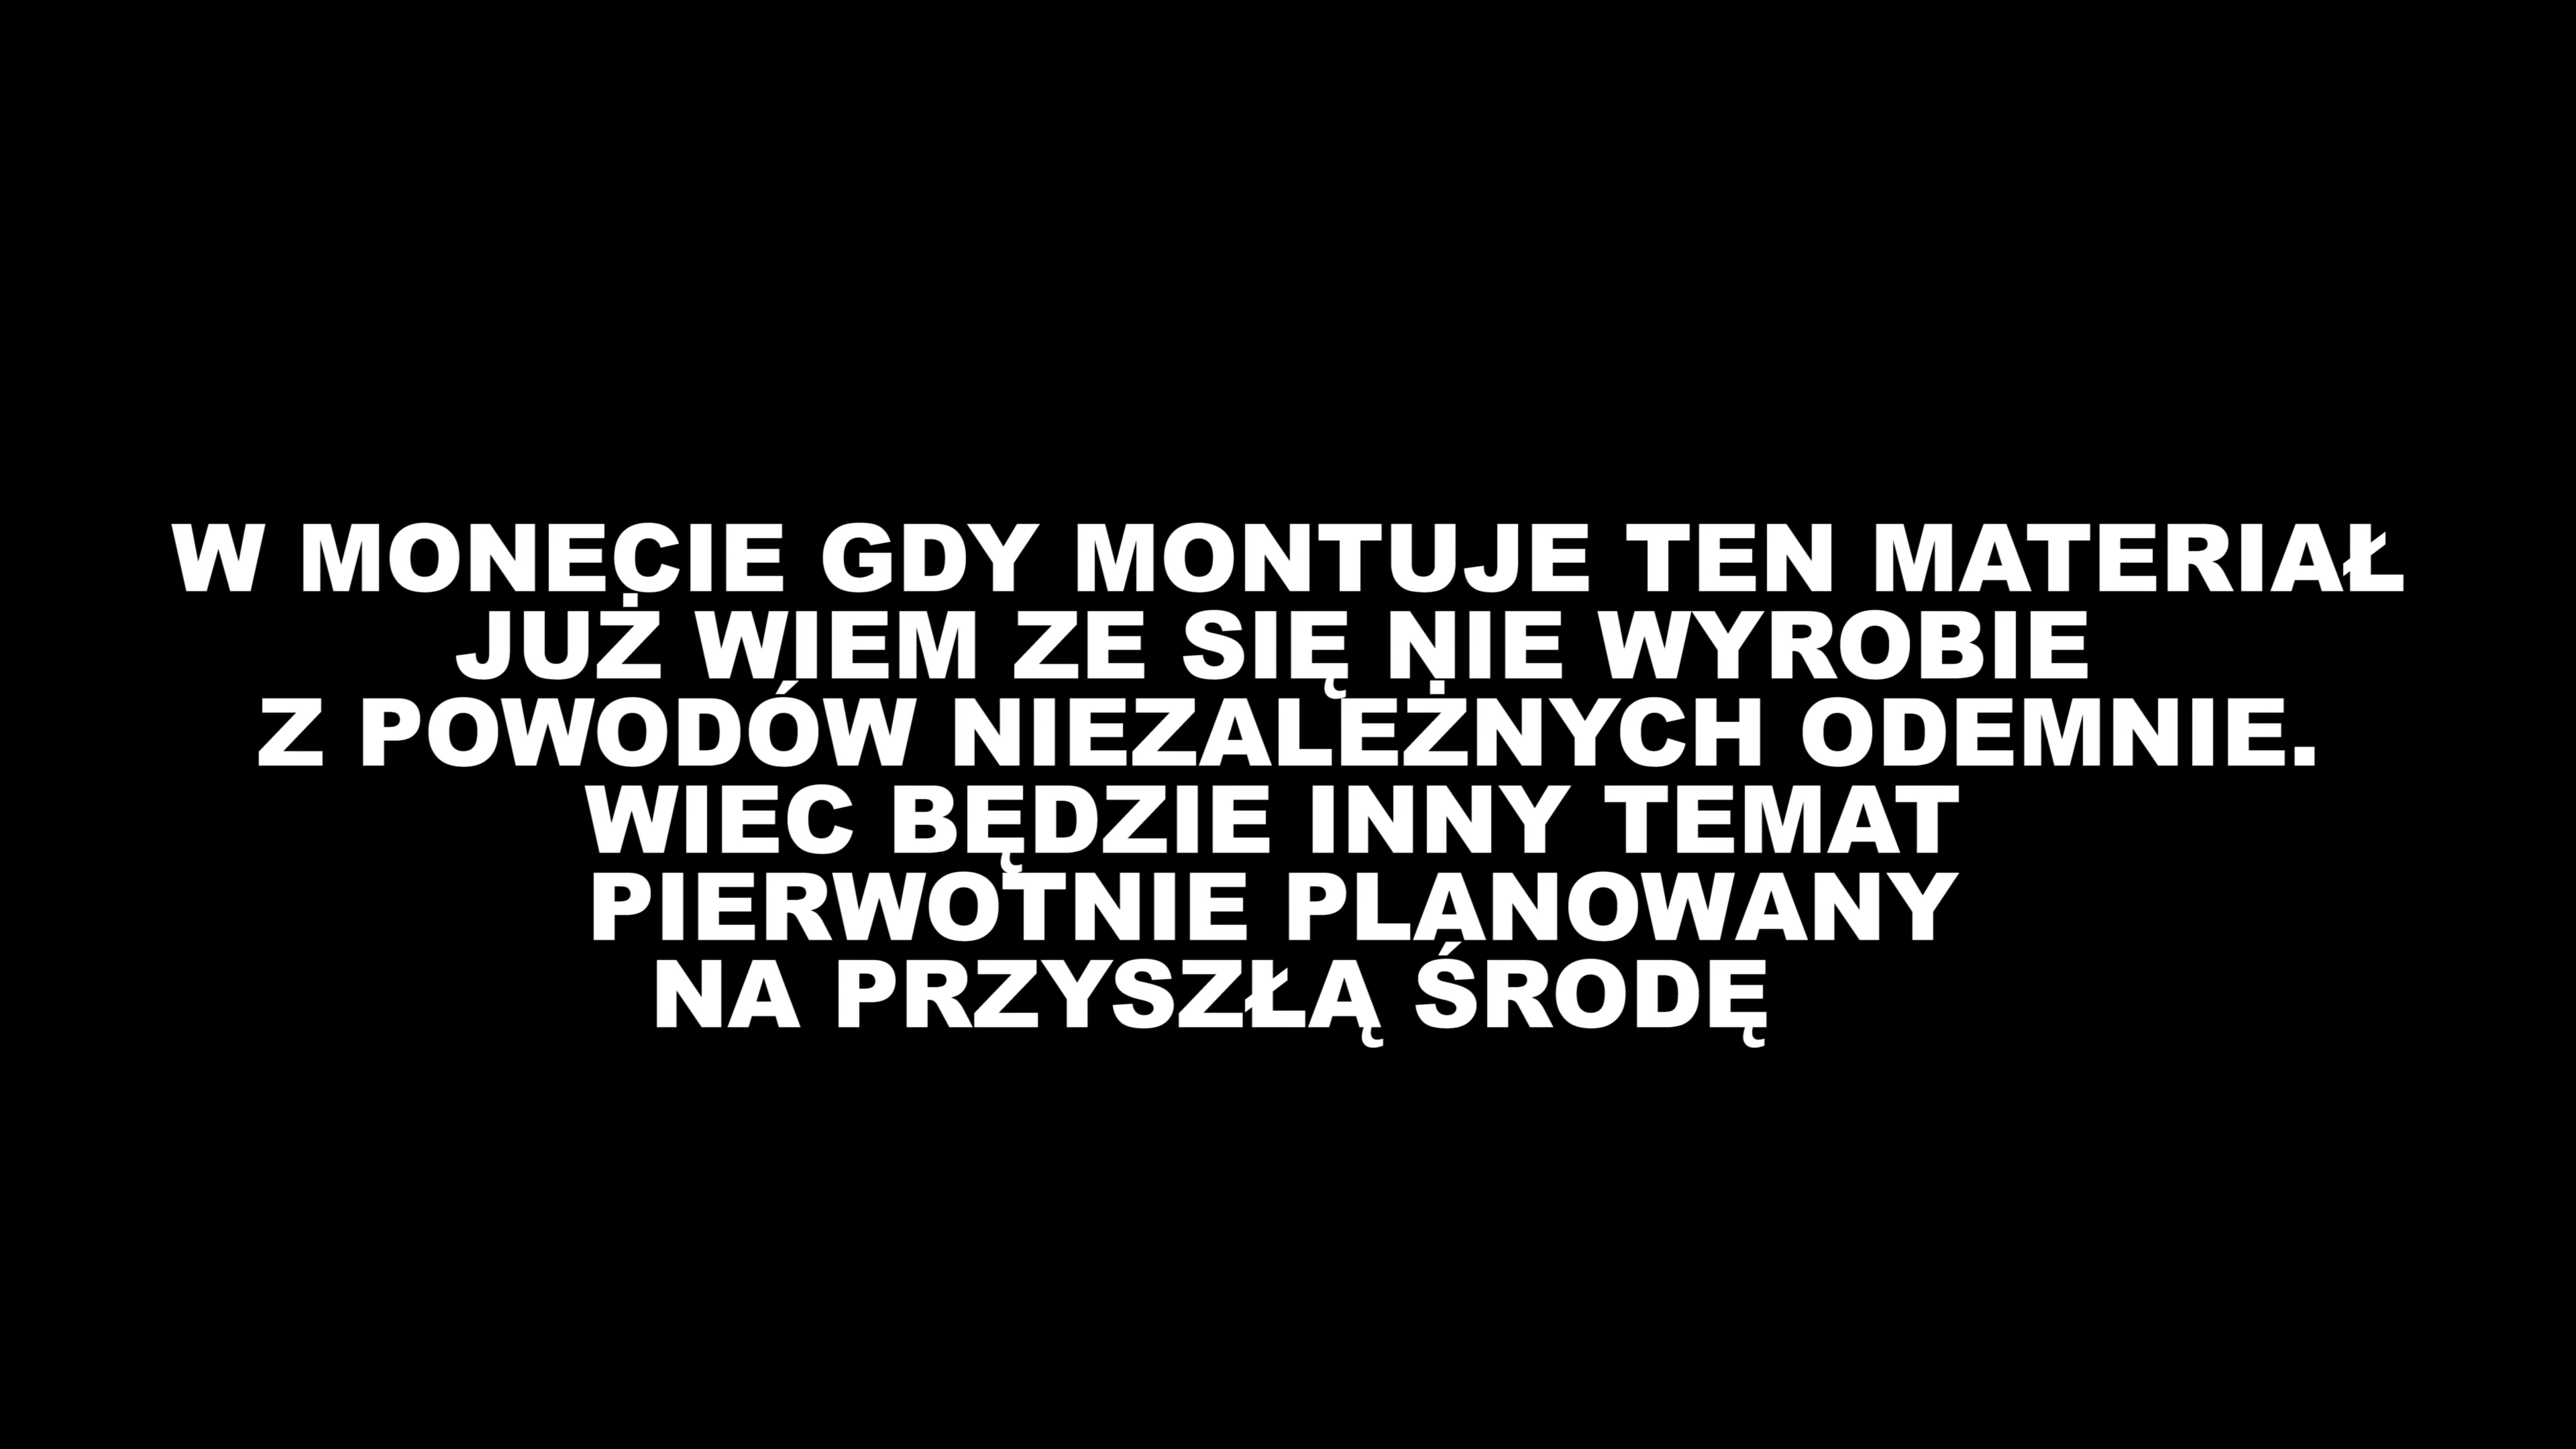 W MONECIE GDY MONTUJE TEN MATERIAŁ
JUŻ WIEM ZE SIĘ NIE WYROBIE
Z POWODÓW NIEZALEŻNYCH ODEMNIE.
WIEC BĘDZIE INNY TEMAT
PIERWOTNIE PLANOWANY
NA PRZYSZŁĄ ŚRODĘ